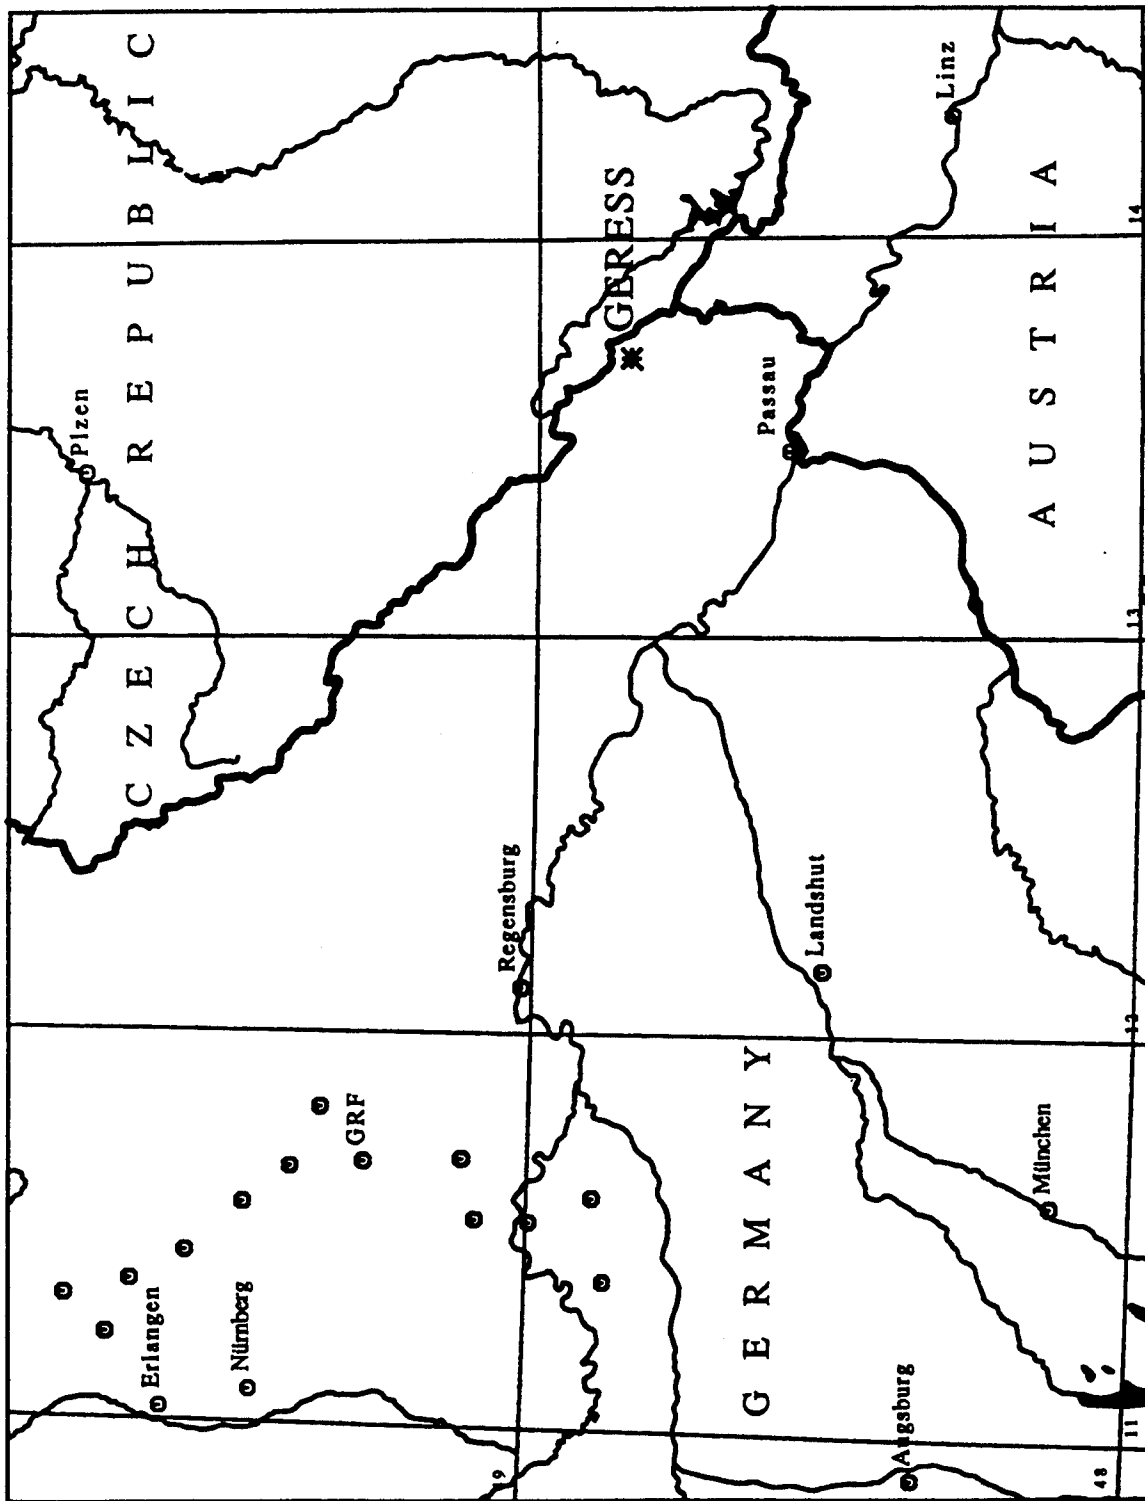 CZECH REPUBLIC
Plzen
Erlangen
Nürnberg
GRF
Regensburg
GERESS
GERMANY
Landshut
Passau
Linz
Augsburg
München
AUSTRIA
49
48
11
12
13
14